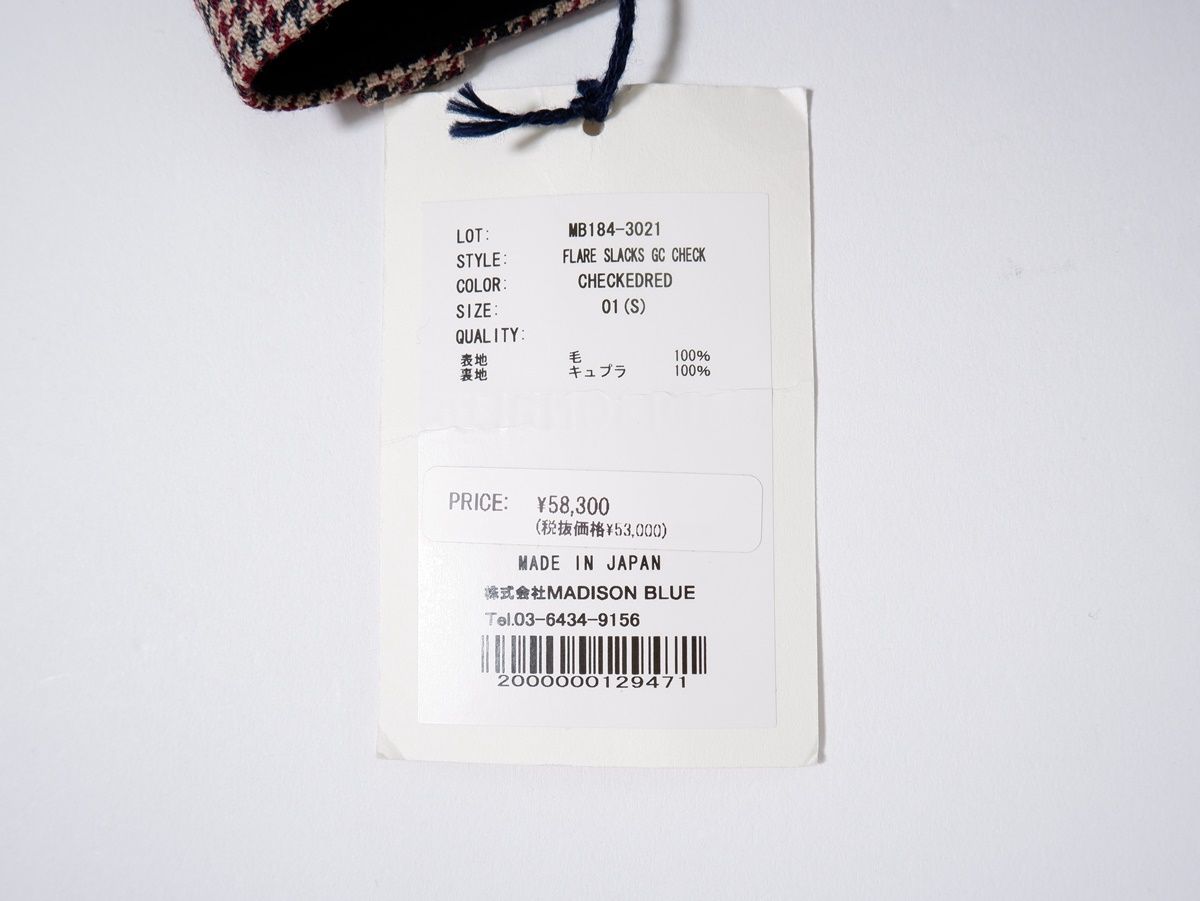 LOT: MB184-3021
STYLE: FLARE SLACKS GC CHECK
COLOR: CHECKEDRED
SIZE: 01(S)
QUALITY:
表地 毛 100%
裏地 キュプラ 100%
PRICE: ¥58,300
(税抜価格¥53,000)
MADE IN JAPAN
株式会社MADISON BLUE
Tel.03-6434-9156
2000000129471